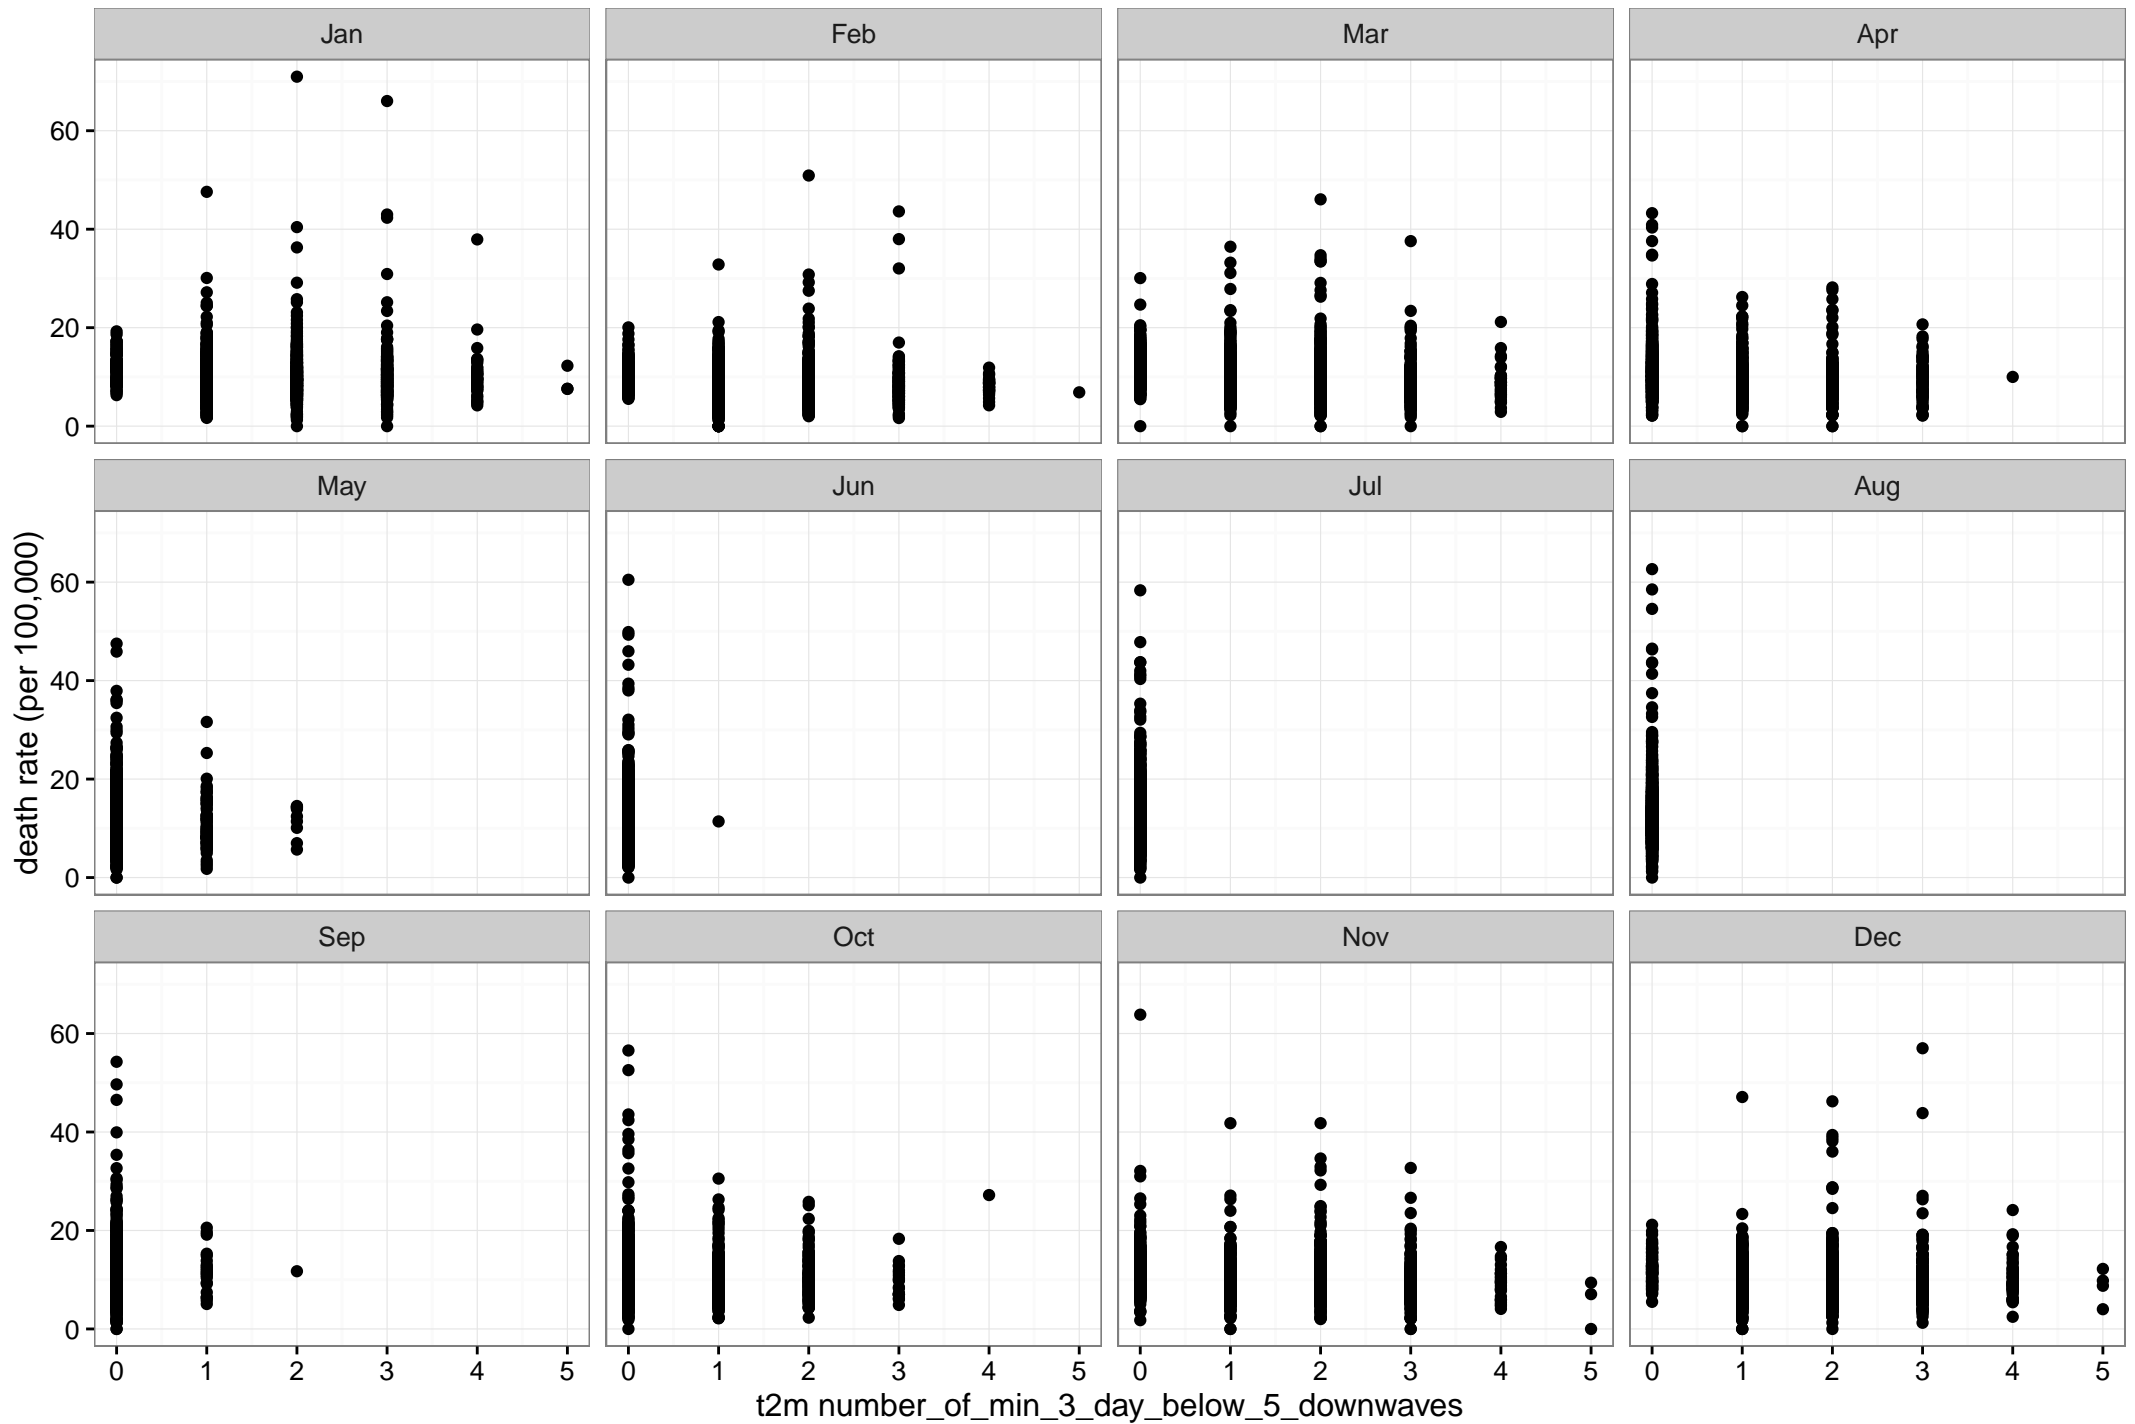 Jan Feb Mar Apr
60
40
20
0
May Jun Jul Aug
60
40
20
0
death rate (per 100,000)
Sep Oct Nov Dec
60
40
20
0
0 1 2 3 4 5 0 1 2 3 4 5 0 1 2 3 4 5 0 1 2 3 4 5
t2m number_of_min_3_day_below_5_downwaves